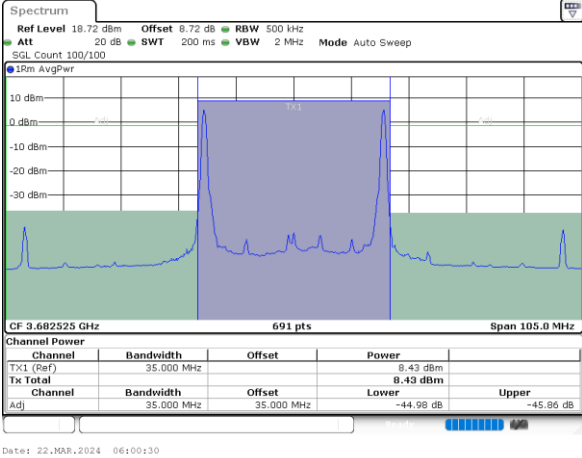 Spectrum
Ref Level 18.72 dBm Offset 8.72 dB RBW 500 kHz
Att 20 dB SWT 200 ms VBW 2 MHz Mode Auto Sweep
SGL Count 100/100
1Rm AvgPwr
10 dBm
TX1
0 dBm
Adj Adj
-10 dBm
-20 dBm
-30 dBm
CF 3.682525 GHz 691 pts Span 105.0 MHz
Channel Power
Channel Bandwidth Offset Power
TX1 (Ref) 35.000 MHz 8.43 dBm
Tx Total 8.43 dBm
Channel Bandwidth Offset Lower Upper
Adj 35.000 MHz 35.000 MHz -44.98 dB -45.86 dB
Ready
Date: 22.MAR.2024 06:00:30